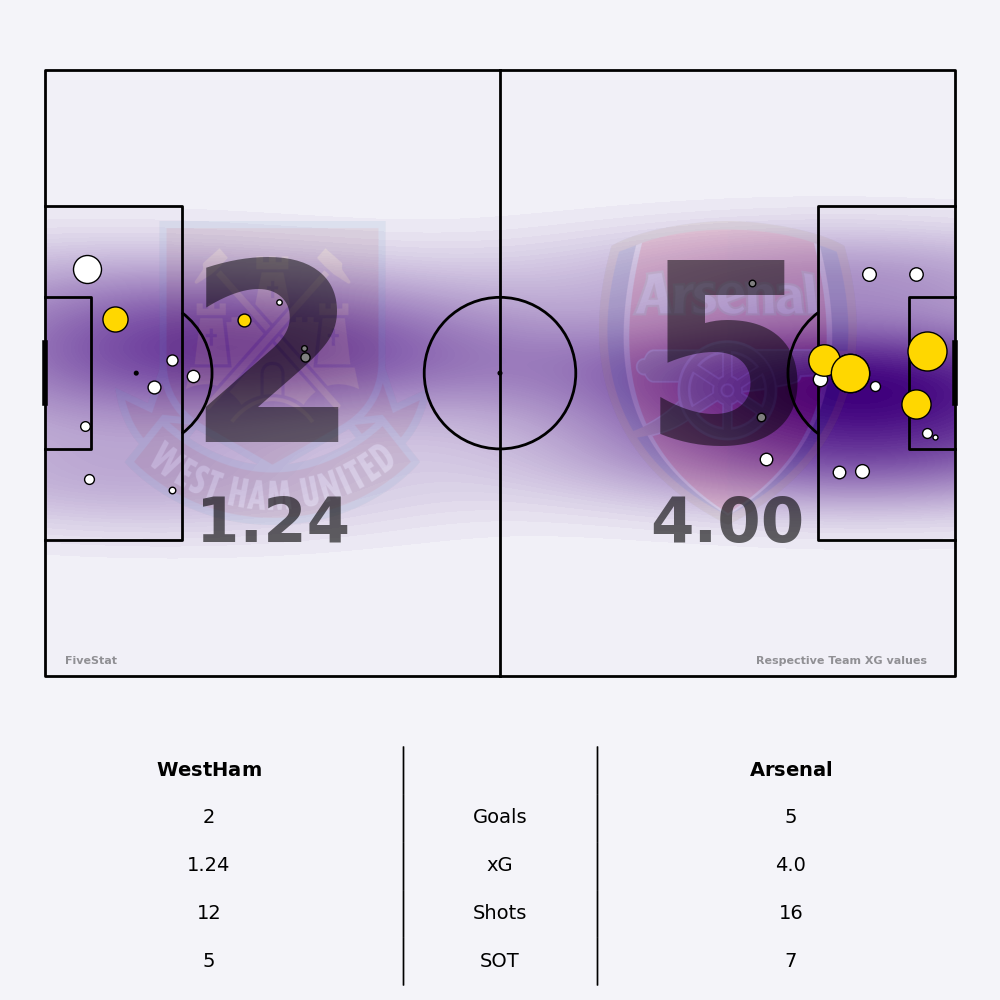 Arsenal
2
5
WEST HAM UNITED
1.24
4.00
FiveStat
Respective Team XG values
WestHam
Arsenal
2
Goals
5
1.24
xG
4.0
12
Shots
16
5
SOT
7